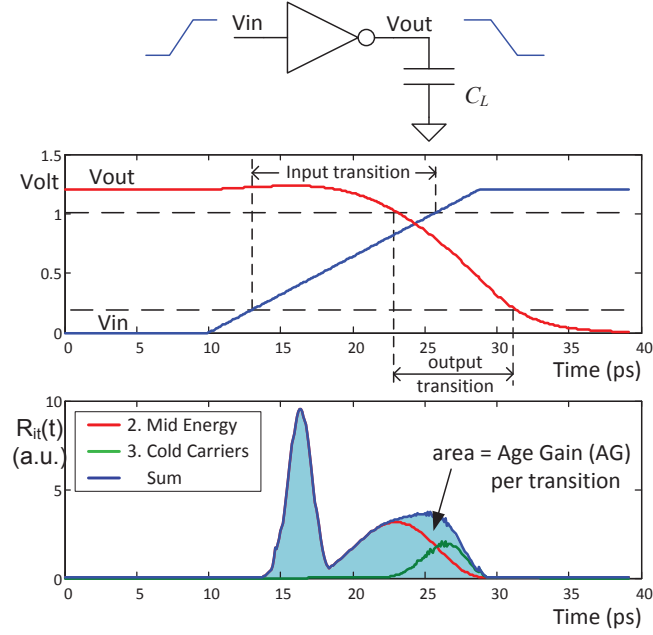 Vin
Vout
C_L
1.5
Volt
Vout
Input transition
1
0.5
Vin
0
0 5 10 15 20 25 30 35 40
output
transition
Time (ps)
10
R_it(t)
(a.u.)
2. Mid Energy
3. Cold Carriers
Sum
area = Age Gain (AG)
per transition
5
0
0 5 10 15 20 25 30 35 40
Time (ps)